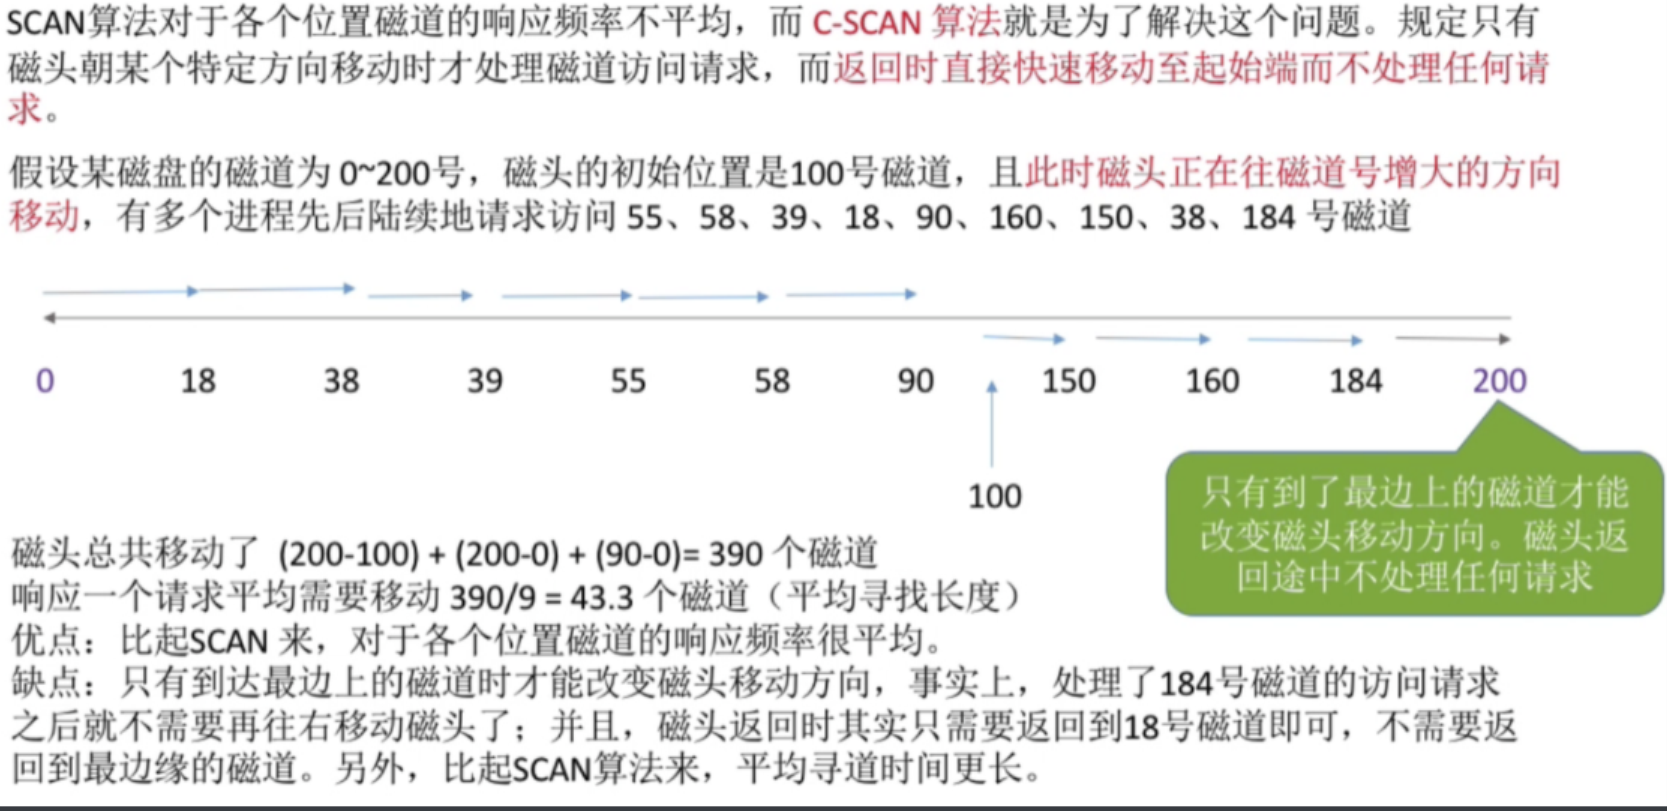 SCAN算法对于各个位置磁道的响应频率不平均，而 C-SCAN 算法就是为了解决这个问题。规定只有
磁头朝某个特定方向移动时才处理磁道访问请求，而返回时直接快速移动至起始端而不处理任何请
求。
假设某磁盘的磁道为 0~200号，磁头的初始位置是100号磁道，且此时磁头正在往磁道号增大的方向
移动，有多个进程先后陆续地请求访问 55、58、39、18、90、160、150、38、184 号磁道
0 18 38 39 55 58 90 150 160 184 200
100
只有到了最边上的磁道才能
改变磁头移动方向。磁头返
回途中不处理任何请求
磁头总共移动了 (200-100) + (200-0) + (90-0)= 390 个磁道
响应一个请求平均需要移动 390/9 = 43.3 个磁道（平均寻找长度）
优点：比起SCAN 来，对于各个位置磁道的响应频率很平均。
缺点：只有到达最边上的磁道时才能改变磁头移动方向，事实上，处理了184号磁道的访问请求
之后就不需要再往右移动磁头了；并且，磁头返回时其实只需要返回到18号磁道即可，不需要返
回到最边缘的磁道。另外，比起SCAN算法来，平均寻道时间更长。